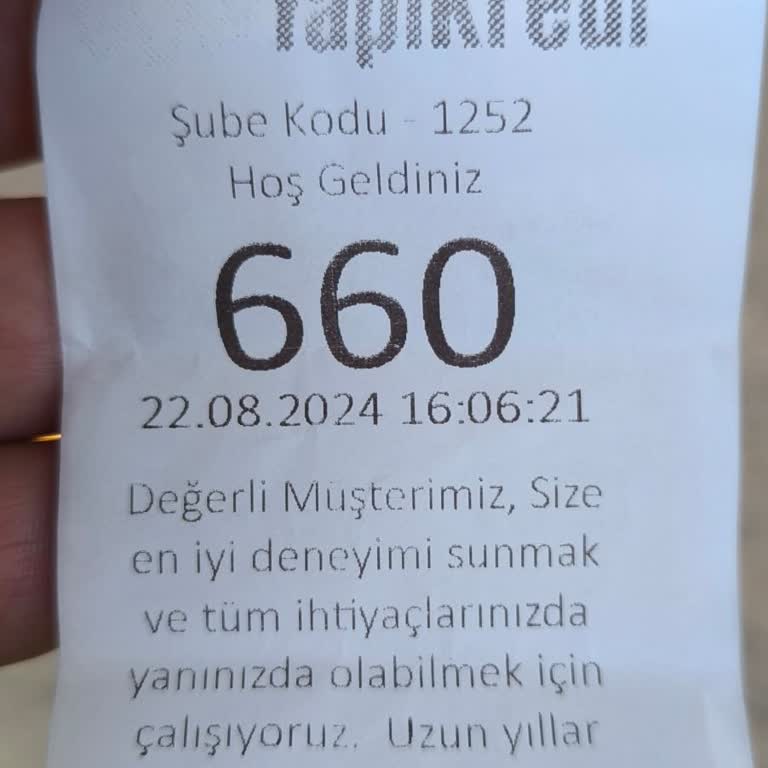 YapıKredi
Şube Kodu - 1252
Hoş Geldiniz
660
22.08.2024 16:06:21
Değerli Müşterimiz, Size
en iyi deneyimi sunmak
ve tüm ihtiyaçlarınızda
yanınızda olabilmek için
çalışıyoruz. Uzun yıllar